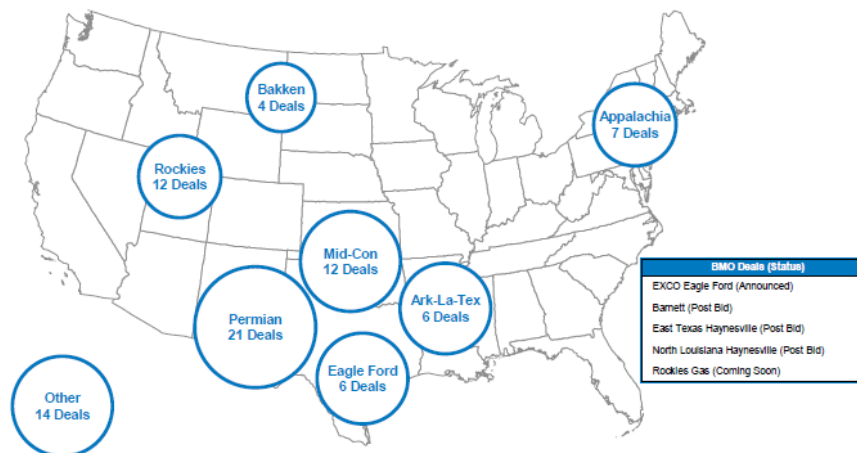 Bakken
4 Deals
Appalachia
7 Deals
Rockies
12 Deals
Mid-Con
12 Deals
Ark-La-Tex
6 Deals
Permian
21 Deals
Eagle Ford
6 Deals
Other
14 Deals
BMO Deals (Status)
EXCO Eagle Ford (Announced)
Barnett (Post Bid)
East Texas Haynesville (Post Bid)
North Louisiana Haynesville (Post Bid)
Rockies Gas (Coming Soon)